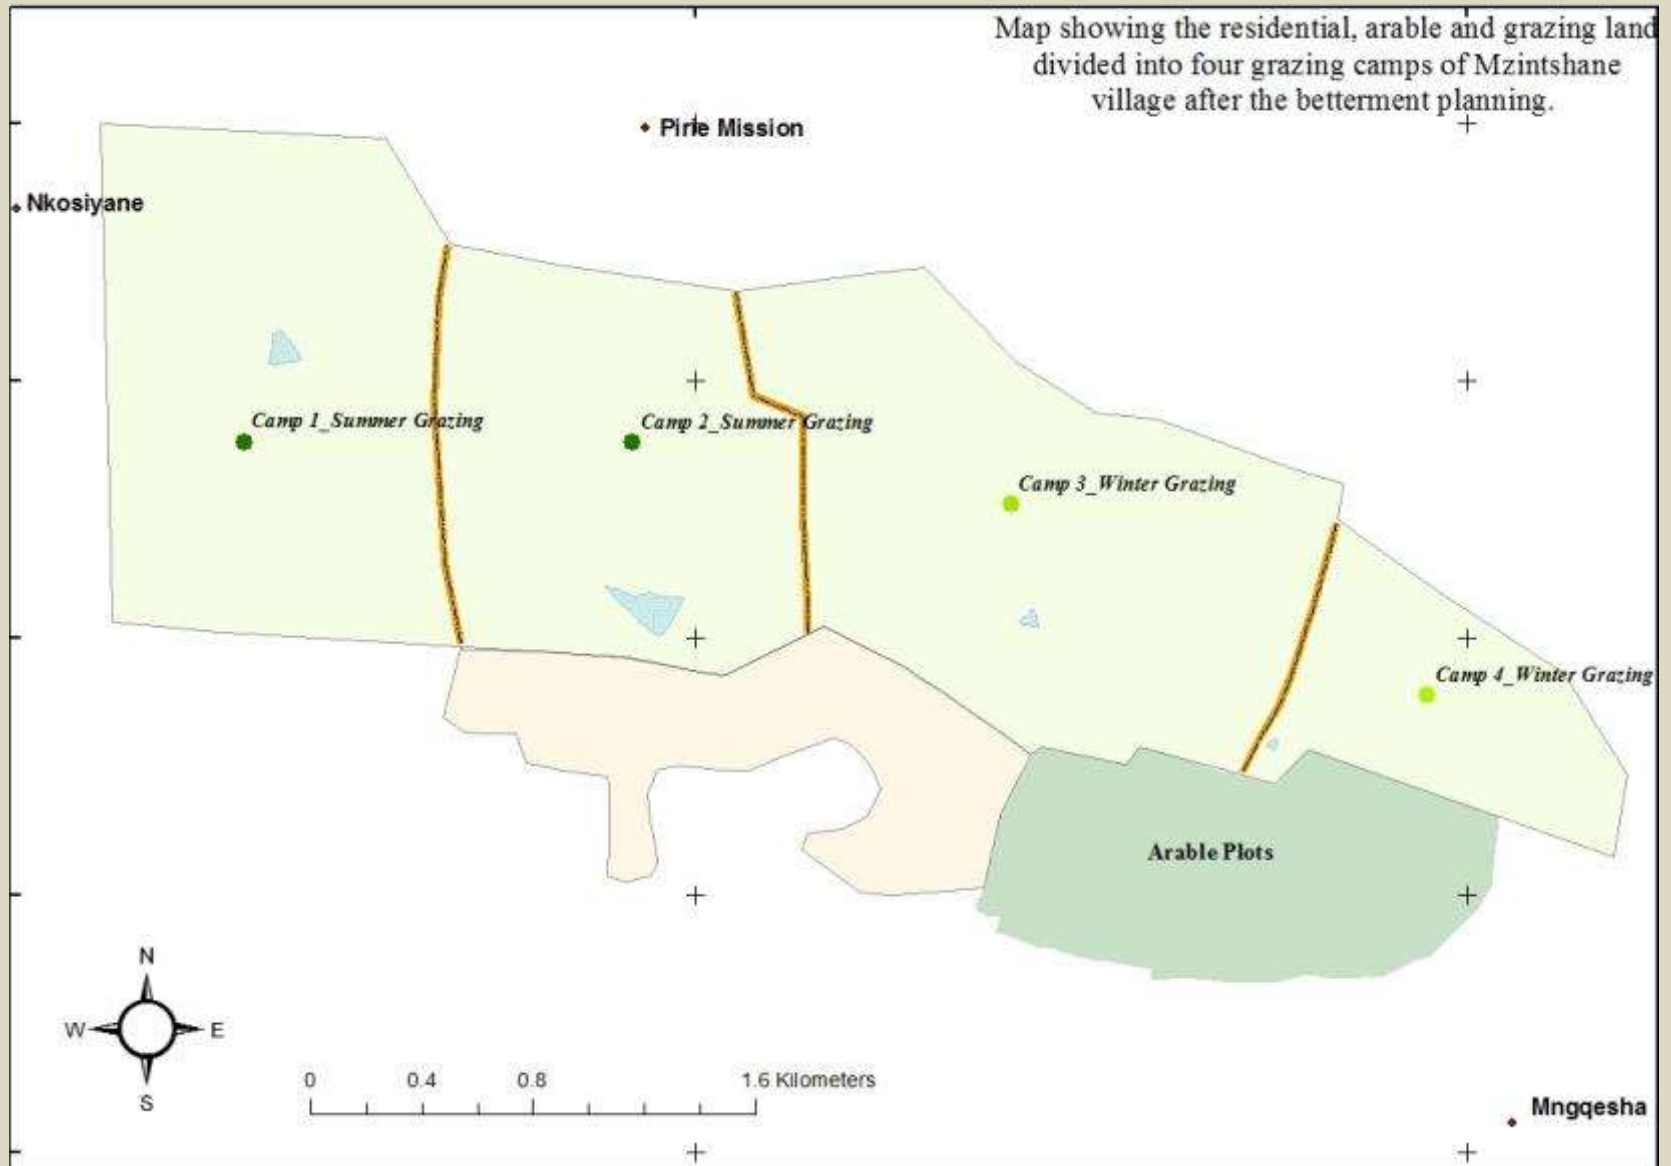 Map showing the residential, arable and grazing land
divided into four grazing camps of Mzintshane
village after the betterment planning.
Pirie Mission
Nkosiyane
Camp 1_Summer Grazing
Camp 2_Summer Grazing
Camp 3_Winter Grazing
Camp 4_Winter Grazing
Arable Plots
N
W E
S
0 0.4 0.8 1.6 Kilometers
Mngqesha